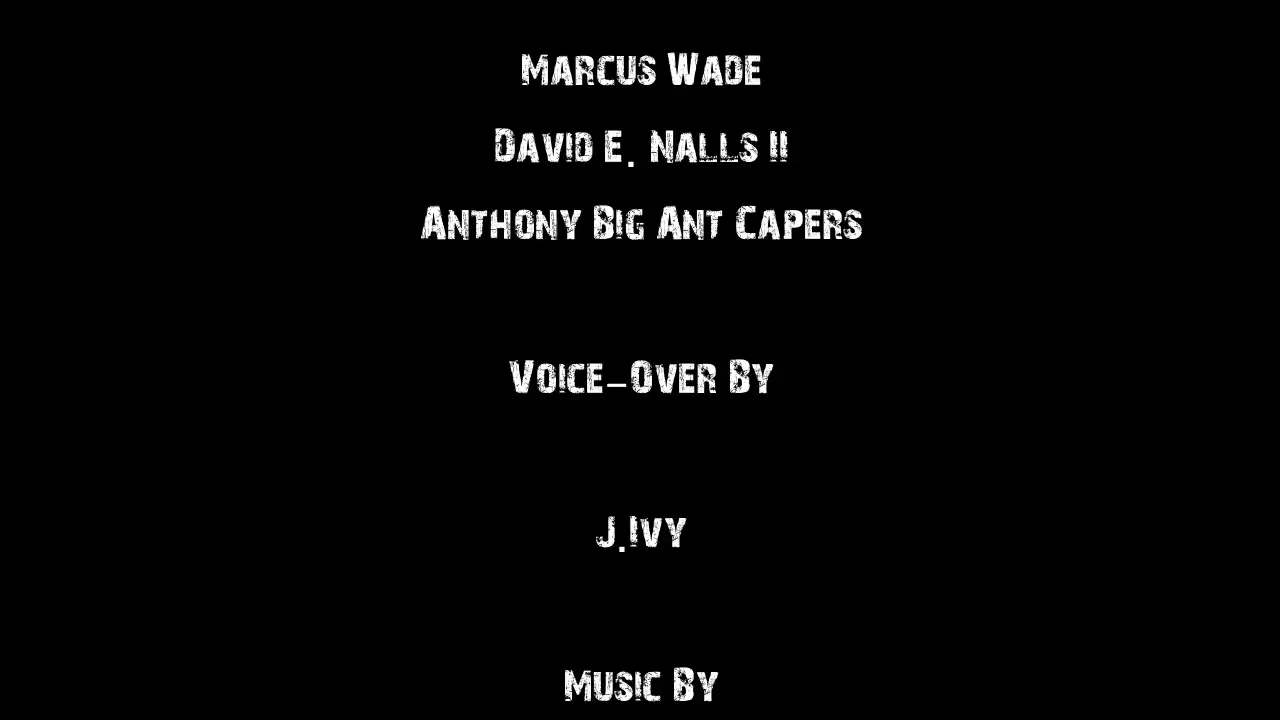 Marcus Wade
David E. Nalls II
Anthony Big Ant Capers
Voice-Over By
J.Ivy
Music By